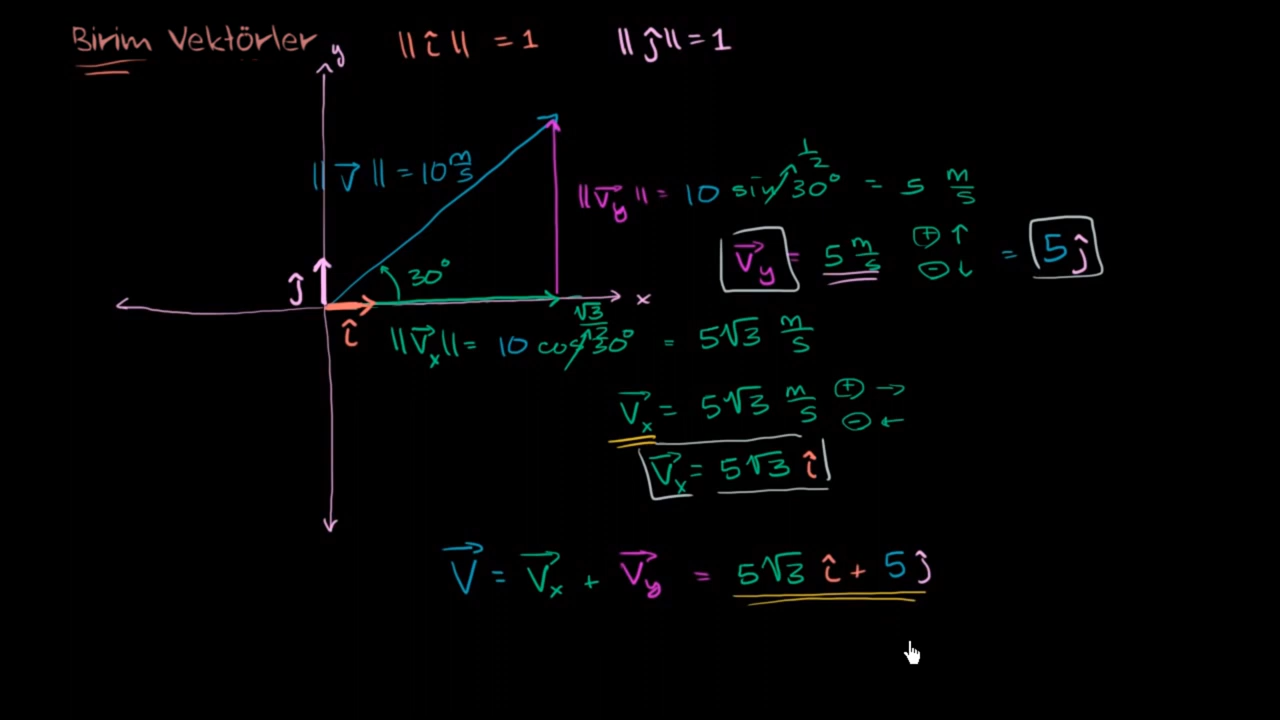 Birim Vektörler
||î|| = 1
||ĵ|| = 1
y
||v⃗|| = 10 m/s
1/2
||v⃗y|| = 10 sin 30° = 5 m/s
v⃗y = 5 m/s ⊕ ↑ ⊖ ↓ = 5ĵ
ĵ
30°
x
î
√3/2
||v⃗x|| = 10 cos 30° = 5√3 m/s
v⃗x = 5√3 m/s ⊕ → ⊖ ←
v⃗x = 5√3 î
v⃗ = v⃗x + v⃗y = 5√3 î + 5ĵ